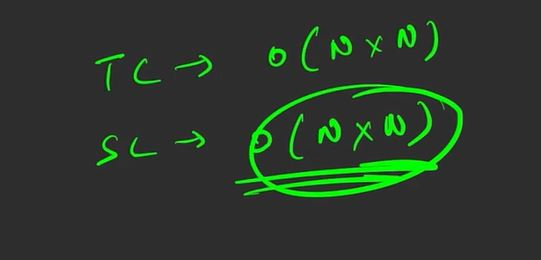 TC → O(N x N)
SC → O(N x N)